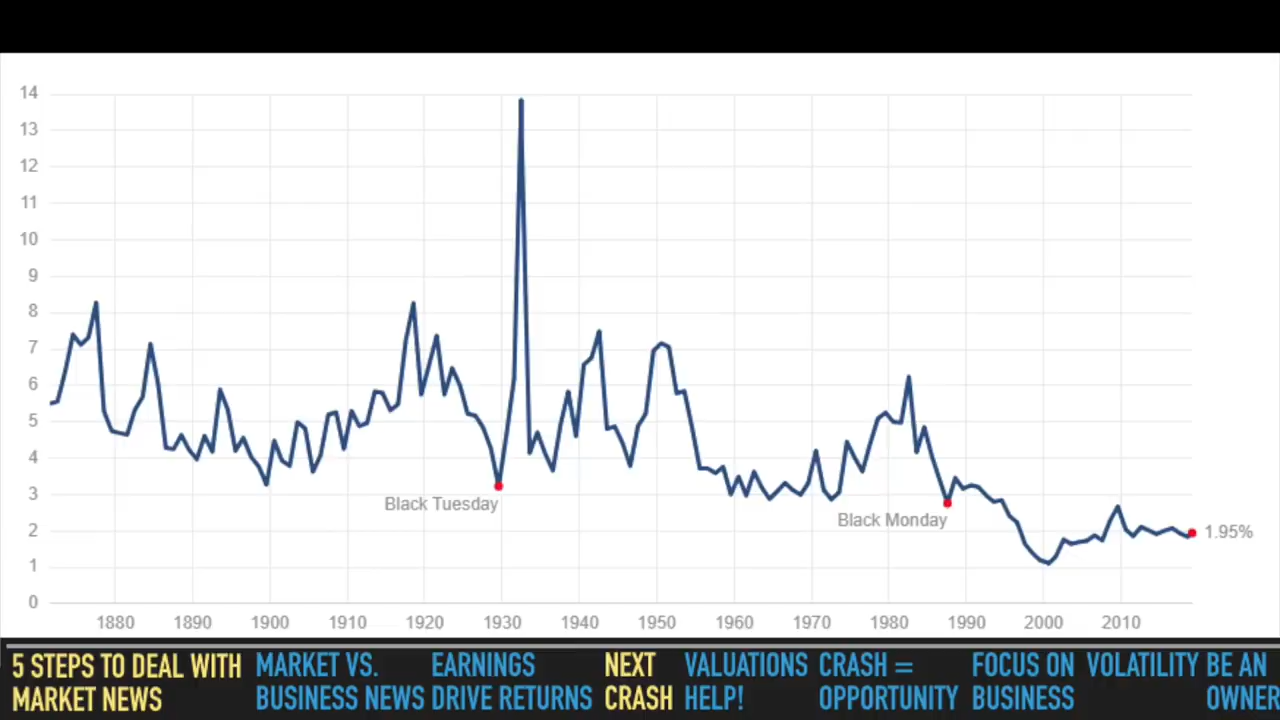 14
13
12
11
10
9
8
7
6
5
4
3
2
1
0
Black Tuesday
Black Monday
1.95%
1880 1890 1900 1910 1920 1930 1940 1950 1960 1970 1980 1990 2000 2010
5 STEPS TO DEAL WITH
MARKET NEWS
MARKET VS.
BUSINESS NEWS
EARNINGS
DRIVE RETURNS
NEXT
CRASH
VALUATIONS
HELP!
CRASH =
OPPORTUNITY
FOCUS ON
BUSINESS
VOLATILITY
BE AN
OWNER